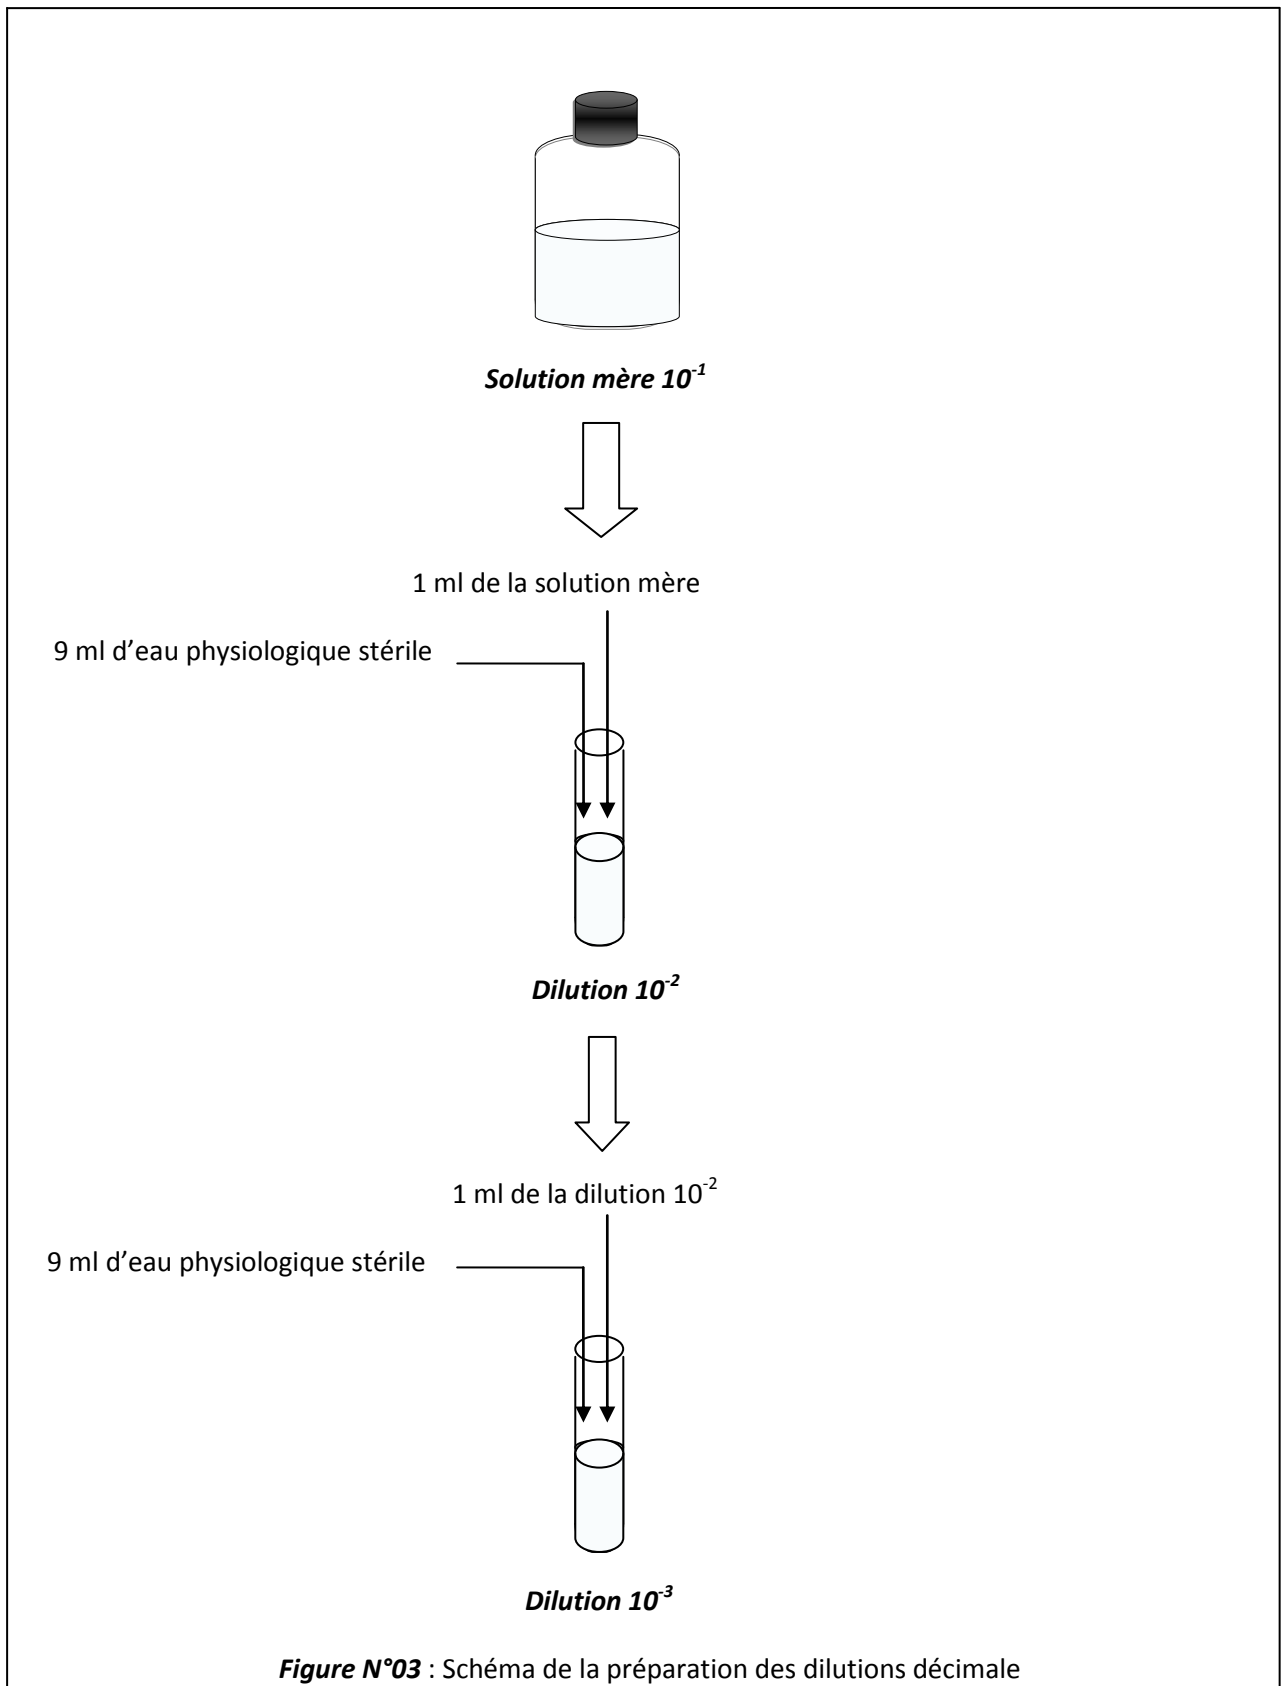 Solution mère 10⁻¹
1 ml de la solution mère
9 ml d’eau physiologique stérile
Dilution 10⁻²
1 ml de la dilution 10⁻²
9 ml d’eau physiologique stérile
Dilution 10⁻³
Figure N°03 : Schéma de la préparation des dilutions décimale